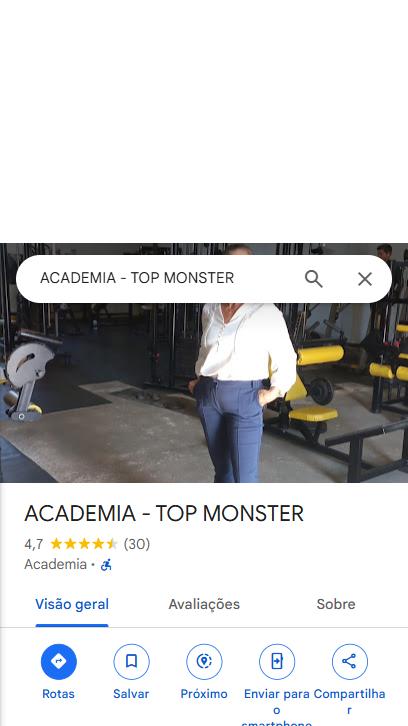 ACADEMIA - TOP MONSTER
ACADEMIA - TOP MONSTER
4,7 (30)
Academia ·
Visão geral Avaliações Sobre
Rotas Salvar Próximo Enviar para o smartphone Compartilhar